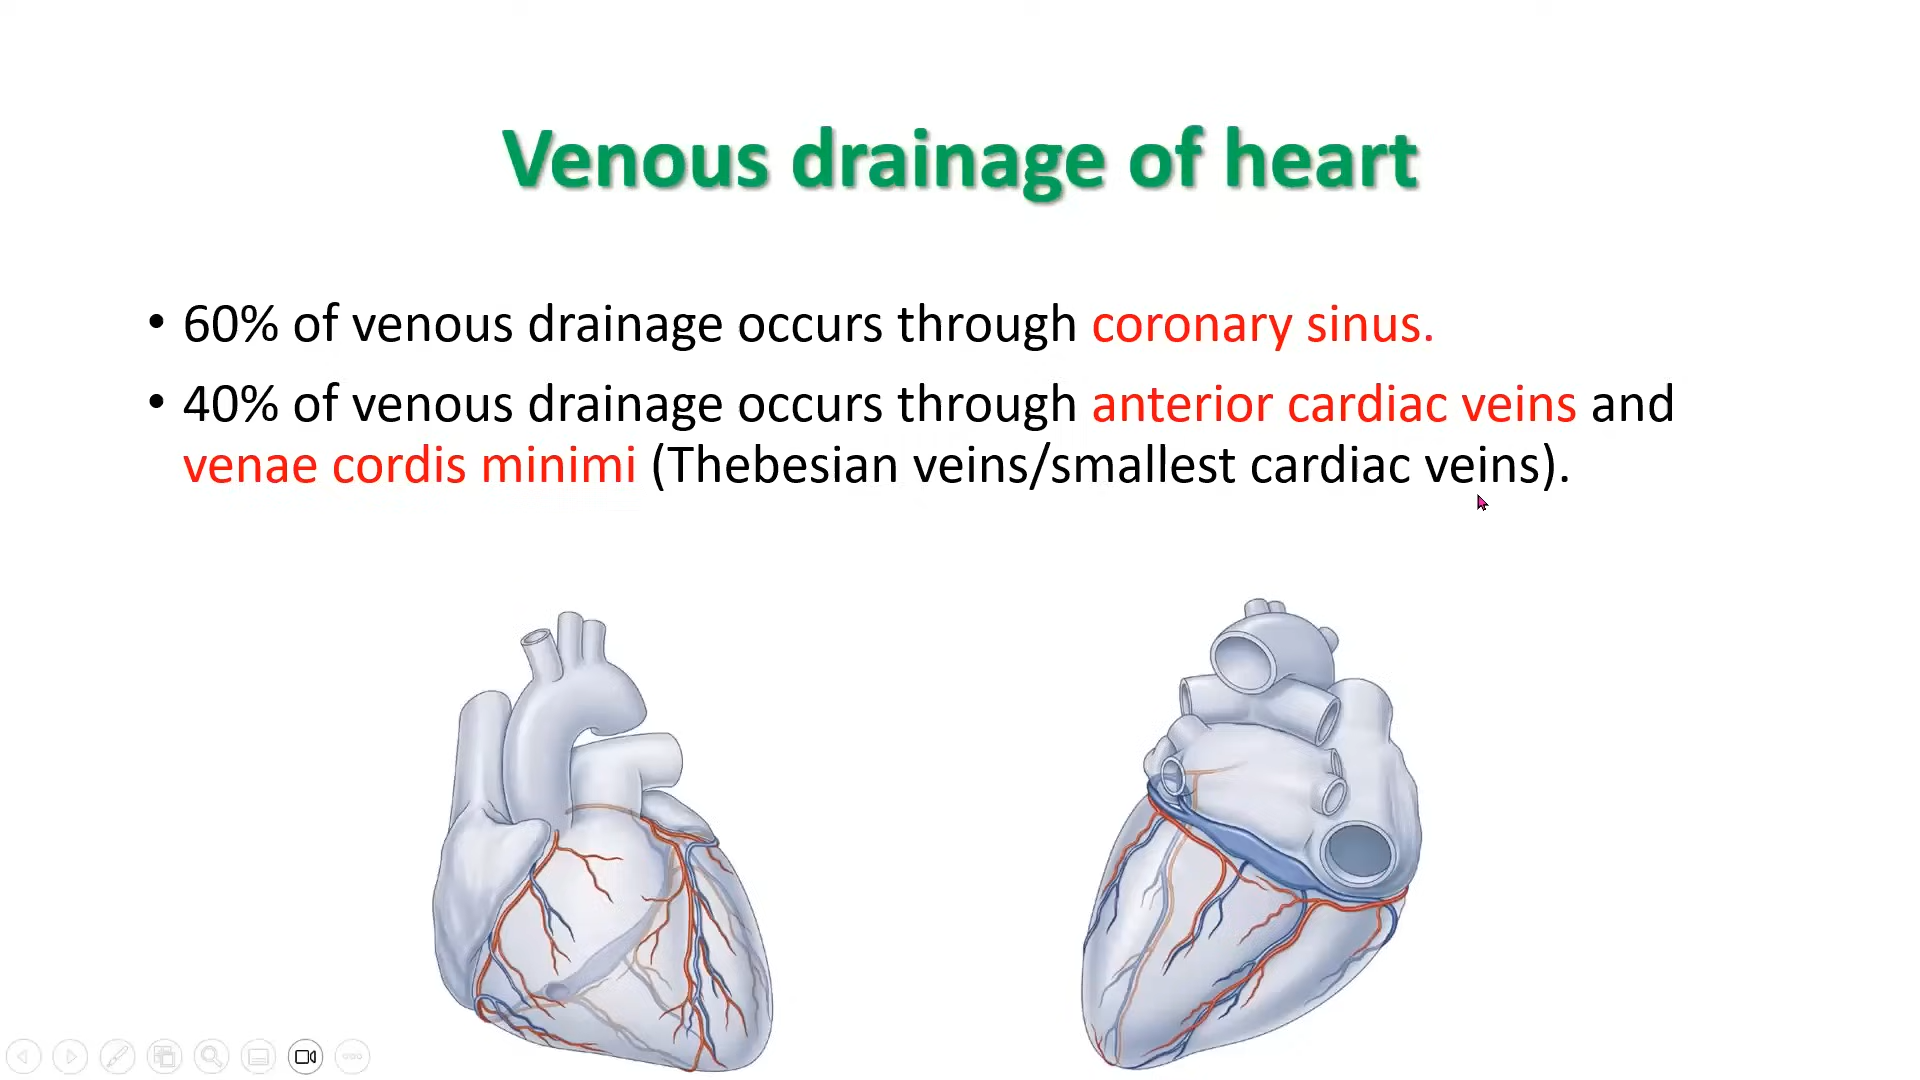 Venous drainage of heart
• 60% of venous drainage occurs through coronary sinus.
• 40% of venous drainage occurs through anterior cardiac veins and
venae cordis minimi (Thebesian veins/smallest cardiac veins).